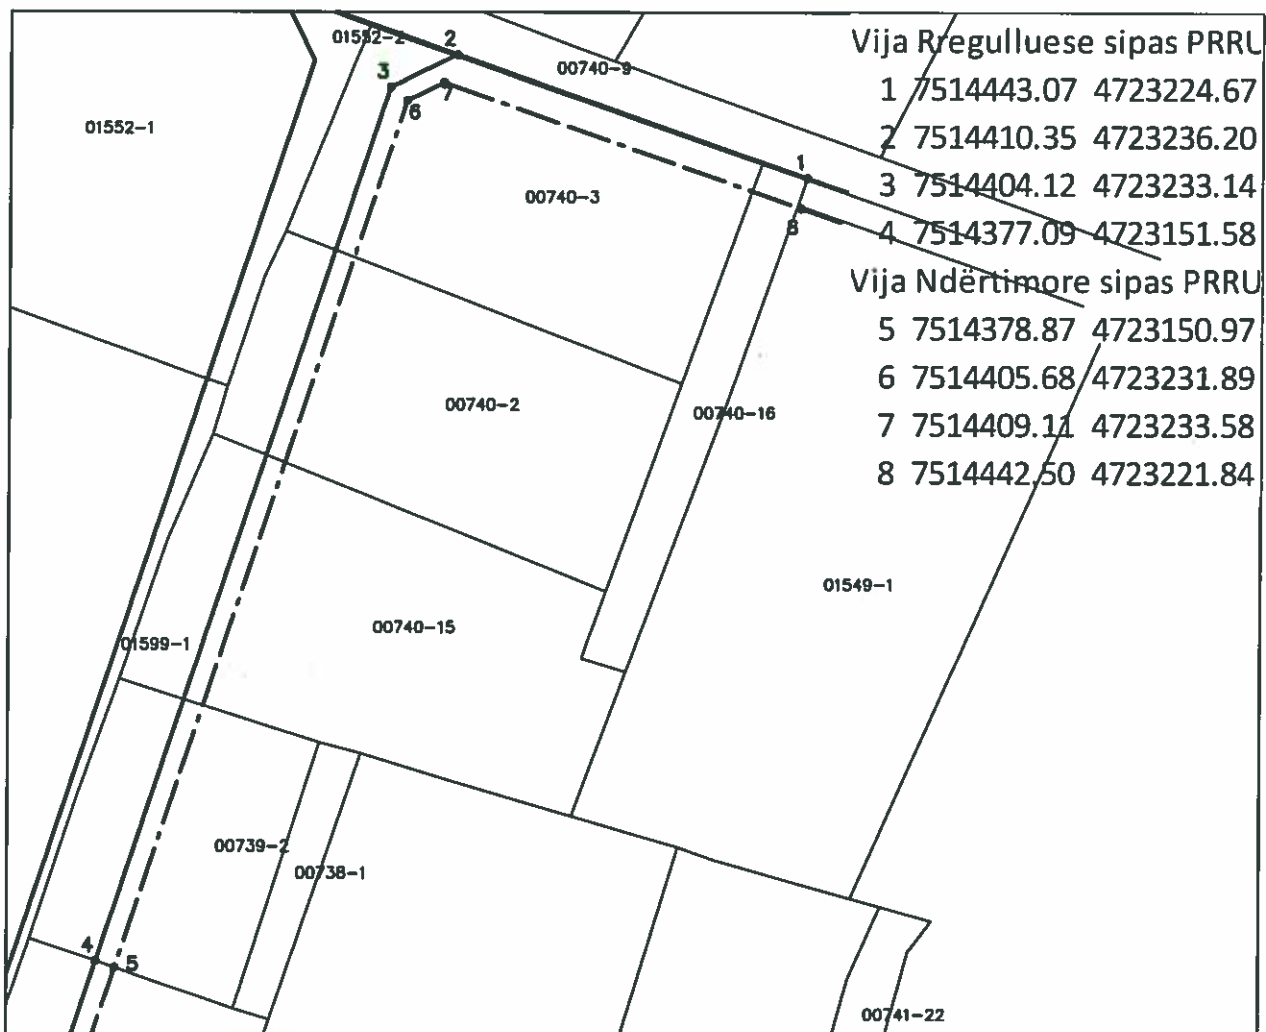 Vija Rregulluese sipas PRRU
1 7514443.07 4723224.67
2 7514410.35 4723236.20
3 7514404.12 4723233.14
4 7514377.09 4723151.58
Vija Ndërtimore sipas PRRU
5 7514378.87 4723150.97
6 7514405.68 4723231.89
7 7514409.11 4723233.58
8 7514442.50 4723221.84
01552-2
2
00740-9
3
7
6
01552-1
1
00740-3
8
00740-2
00740-16
01549-1
00740-15
01599-1
00739-2
00738-1
4
5
00741-22